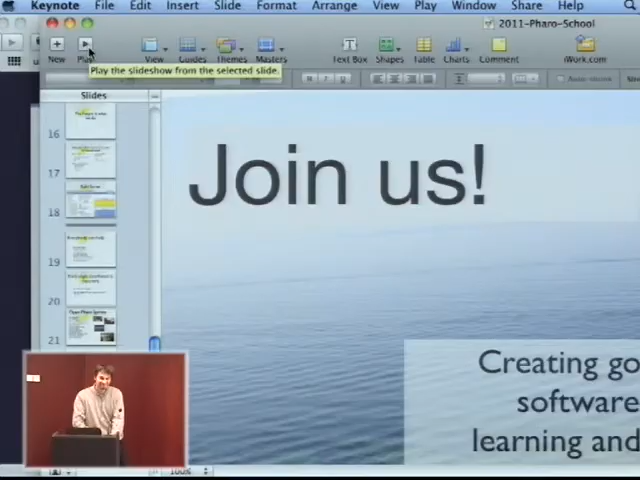 Keynote File Edit Insert Slide Format Arrange View Play Window Share Help
2011-Pharo-School
New Play View Guides Themes Masters Text Box Shapes Table Charts Comment iWork.com
Play the slideshow from the selected slide.
Slides
16
17
18
19
20
21
Join us!
Creating go
software
learning and
100%